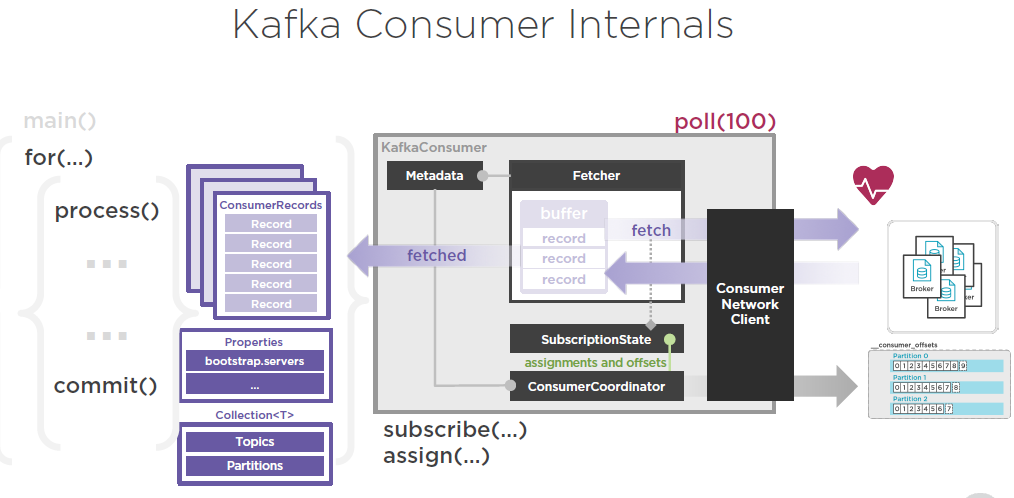 Kafka Consumer Internals
main()
for(...)
process()
...
...
commit()
ConsumerRecords
Record
Record
Record
Record
Record
Properties
bootstrap.servers
...
Collection<T>
Topics
Partitions
fetched
poll(100)
KafkaConsumer
Metadata
Fetcher
buffer
record
record
record
fetch
SubscriptionState
assignments and offsets
ConsumerCoordinator
Consumer
Network
Client
subscribe(...)
assign(...)
Broker
Broker
__consumer_offsets
Partition 0
0 1 2 3 4 5 6 7 8 9
Partition 1
0 1 2 3 4 5 6 7 8
Partition 2
0 1 2 3 4 5 6 7